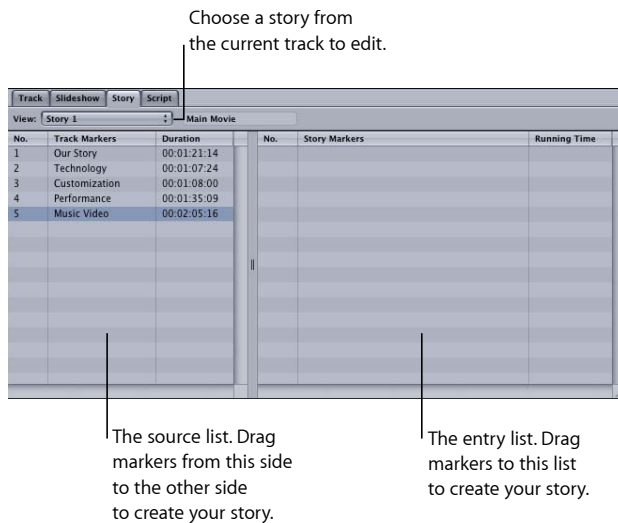 Choose a story from
the current track to edit.
Track Slideshow Story Script
View: Story 1 Main Movie
No. Track Markers Duration No. Story Markers Running Time
1 Our Story 00:01:21:14
2 Technology 00:01:07:24
3 Customization 00:01:08:00
4 Performance 00:01:35:09
5 Music Video 00:02:05:16
The source list. Drag
markers from this side
to the other side
to create your story.
The entry list. Drag
markers to this list
to create your story.